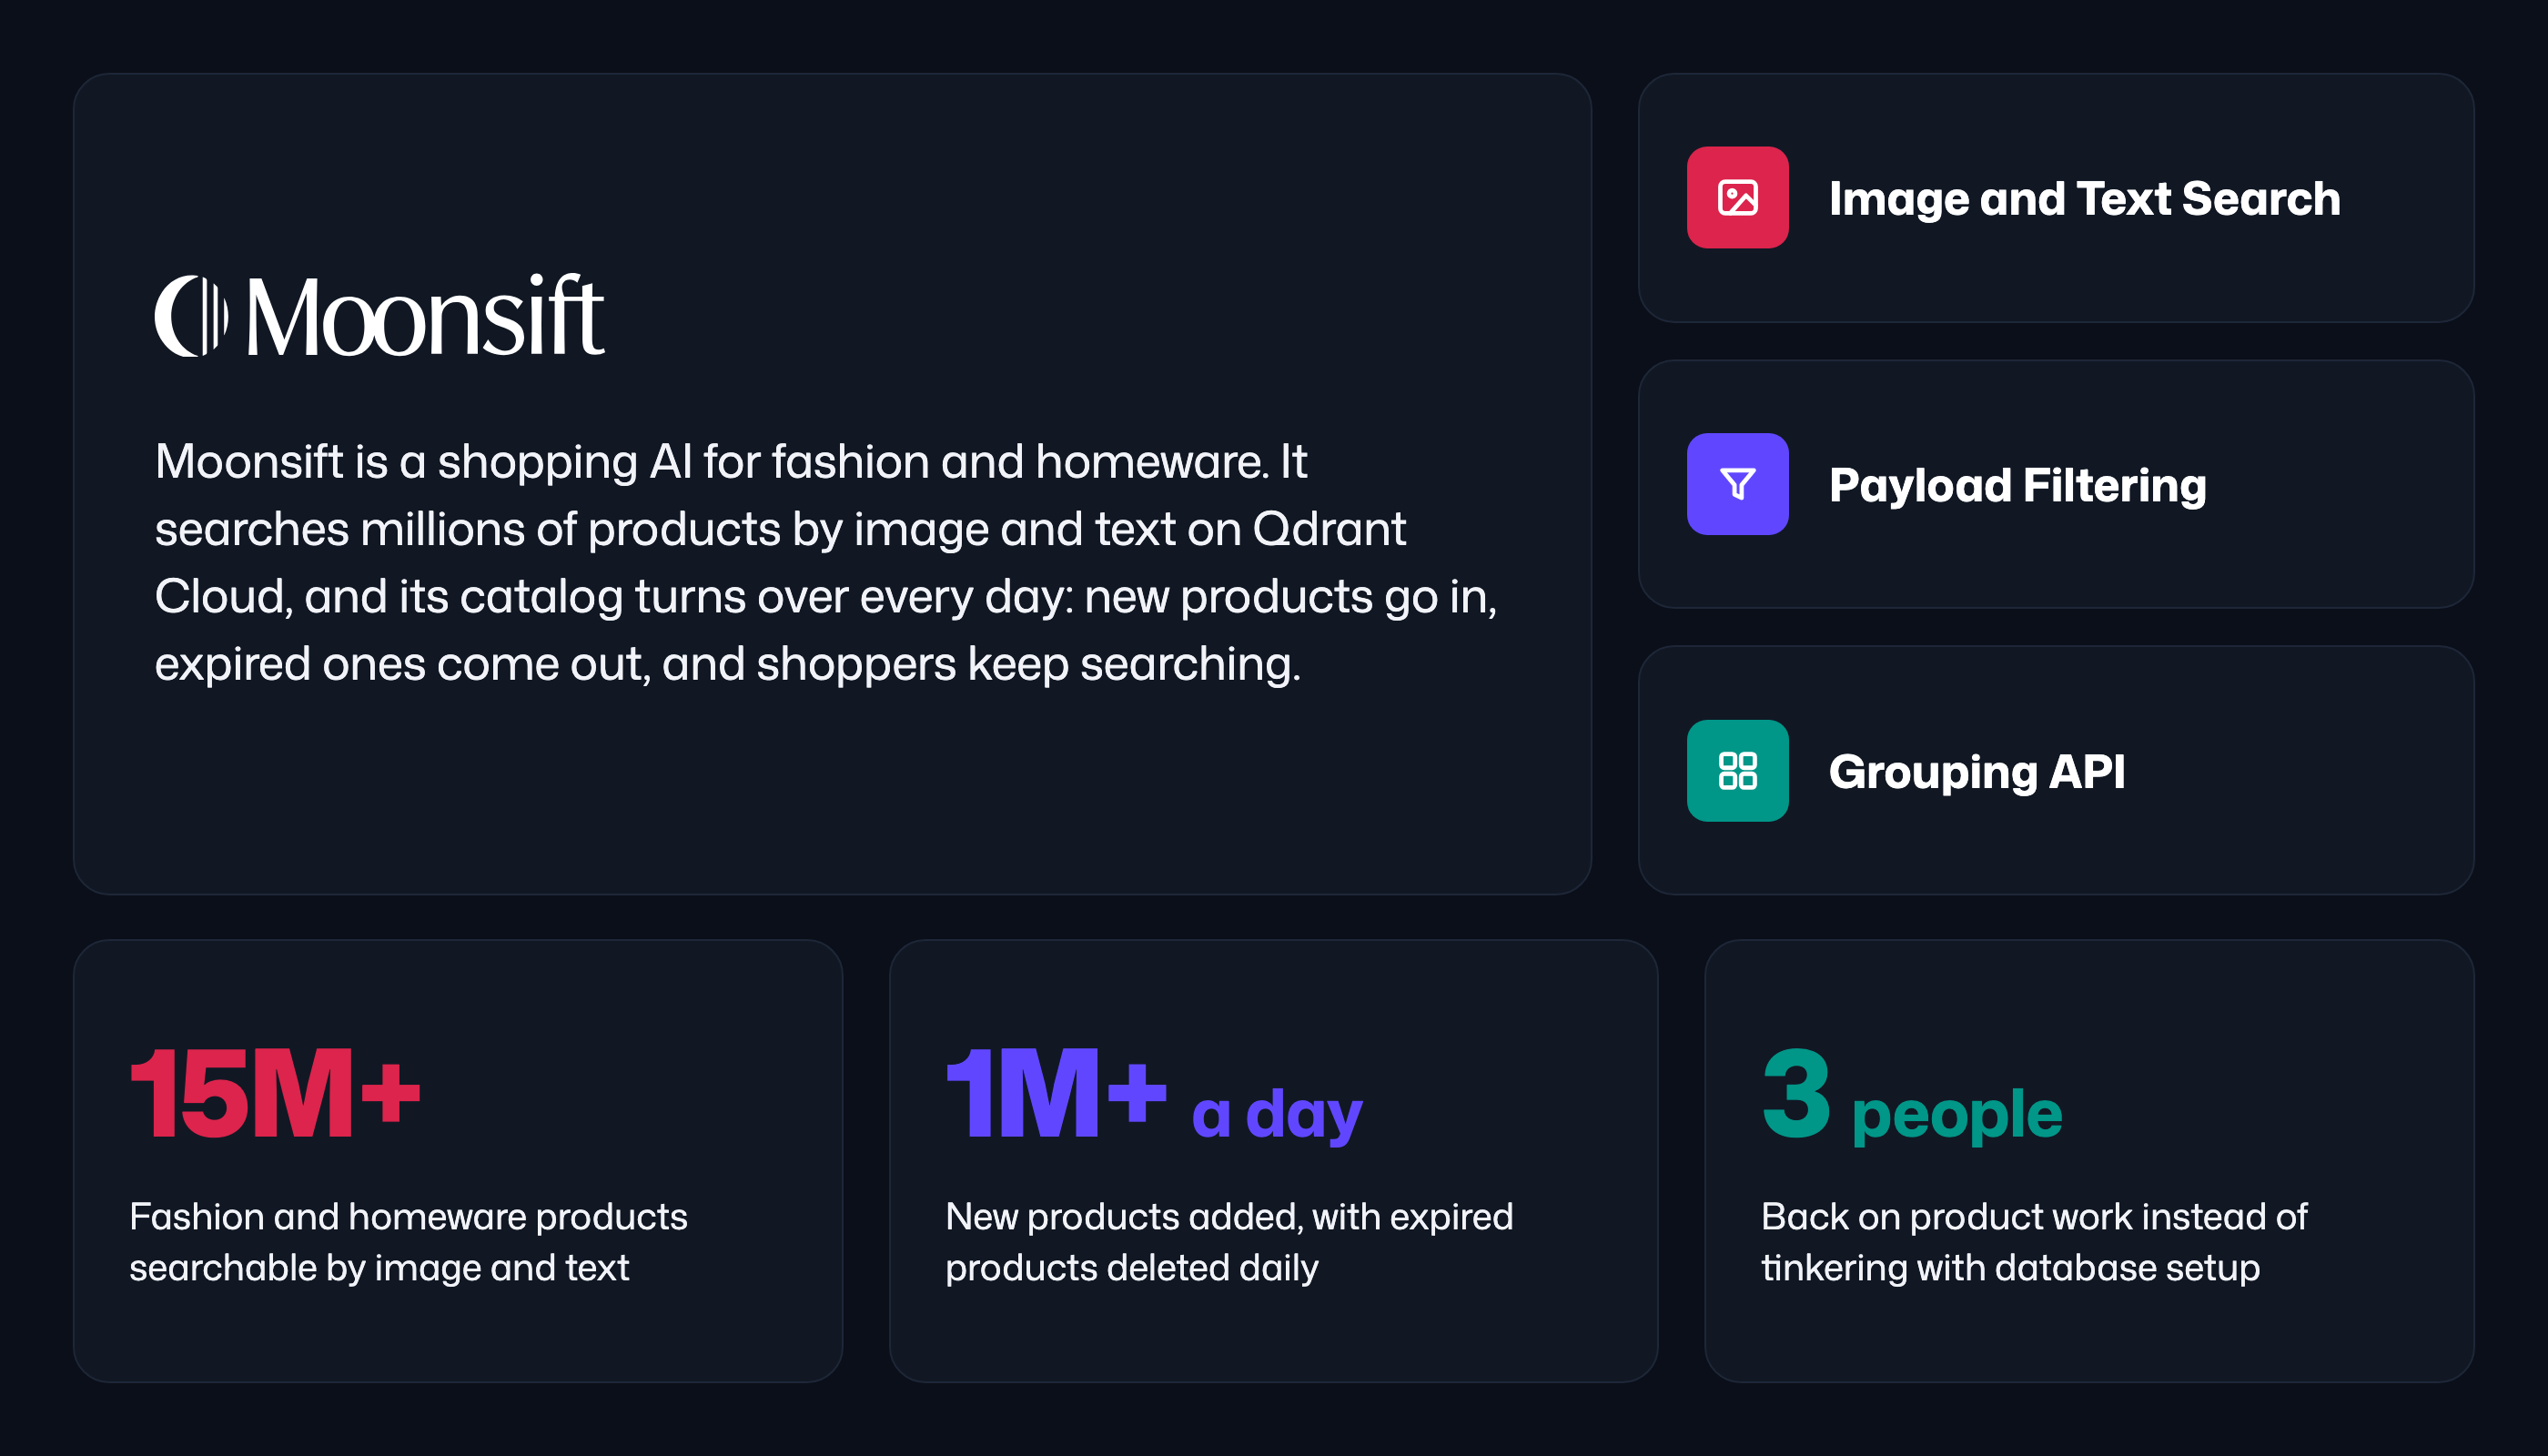 Moonsift
Moonsift is a shopping AI for fashion and homeware. It
searches millions of products by image and text on Qdrant
Cloud, and its catalog turns over every day: new products go in,
expired ones come out, and shoppers keep searching.
Image and Text Search
Payload Filtering
Grouping API
15M+
Fashion and homeware products
searchable by image and text
1M+ a day
New products added, with expired
products deleted daily
3 people
Back on product work instead of
tinkering with database setup